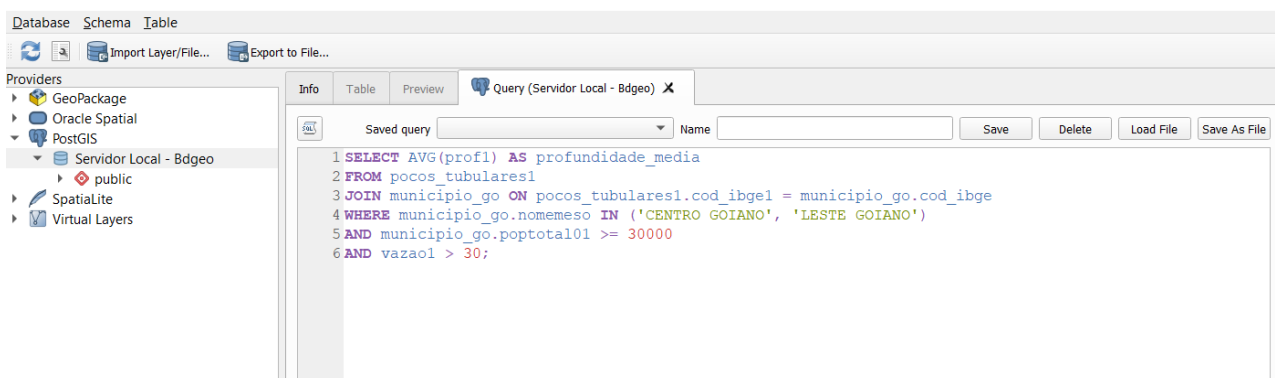 Database Schema Table
Import Layer/File... Export to File...
Providers
GeoPackage
Oracle Spatial
PostGIS
Servidor Local - Bdgeo
public
SpatiaLite
Virtual Layers
Info Table Preview Query (Servidor Local - Bdgeo) X
SQL Saved query Name Save Delete Load File Save As File
1 SELECT AVG(prof1) AS profundidade_media
2 FROM pocos_tubulares1
3 JOIN municipio_go ON pocos_tubulares1.cod_ibge1 = municipio_go.cod_ibge
4 WHERE municipio_go.nomemeso IN ('CENTRO GOIANO', 'LESTE GOIANO')
5 AND municipio_go.poptotal01 >= 30000
6 AND vazao1 > 30;